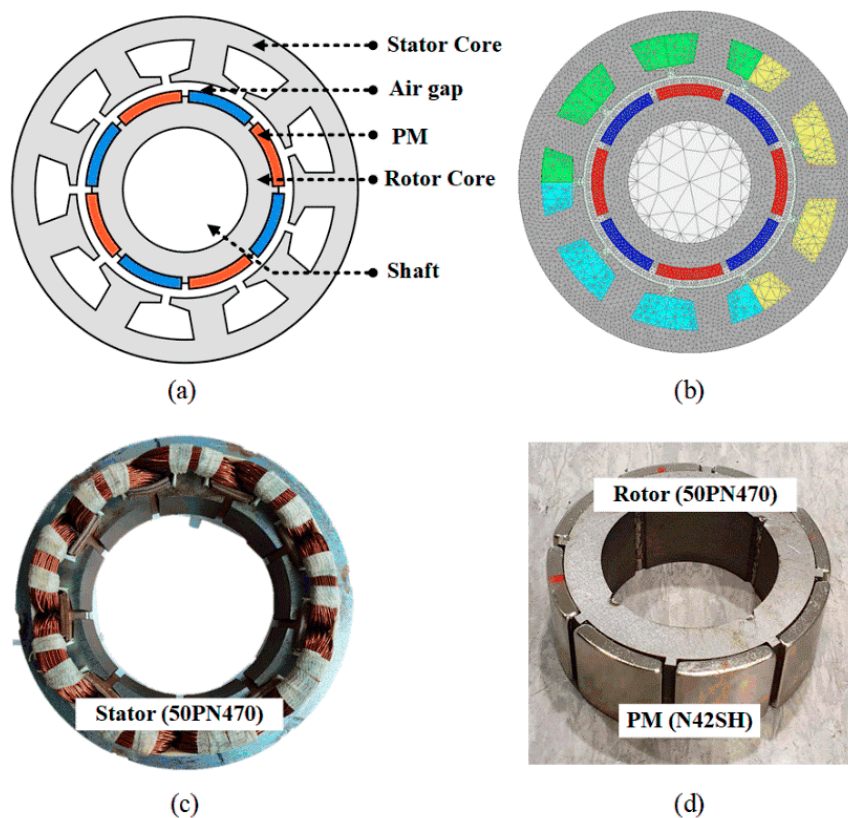 Stator Core
Air gap
PM
Rotor Core
Shaft
(a)
(b)
Rotor (50PN470)
Stator (50PN470)
PM (N42SH)
(c)
(d)